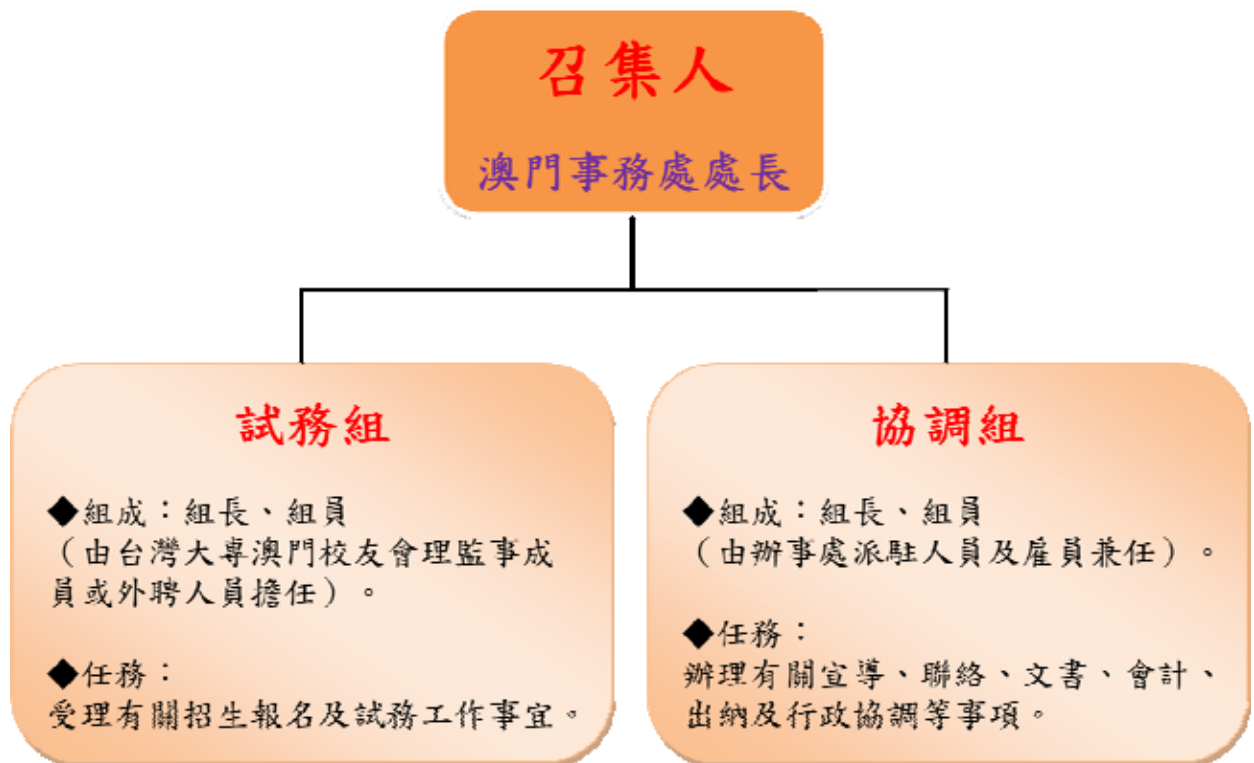 召集人
澳門事務處處長
試務組
◆組成：組長、組員
（由台灣大專澳門校友會理監事成
員或外聘人員擔任）。
◆任務：
受理有關招生報名及試務工作事宜。
協調組
◆組成：組長、組員
（由辦事處派駐人員及雇員兼任）。
◆任務：
辦理有關宣導、聯絡、文書、會計、
出納及行政協調等事項。